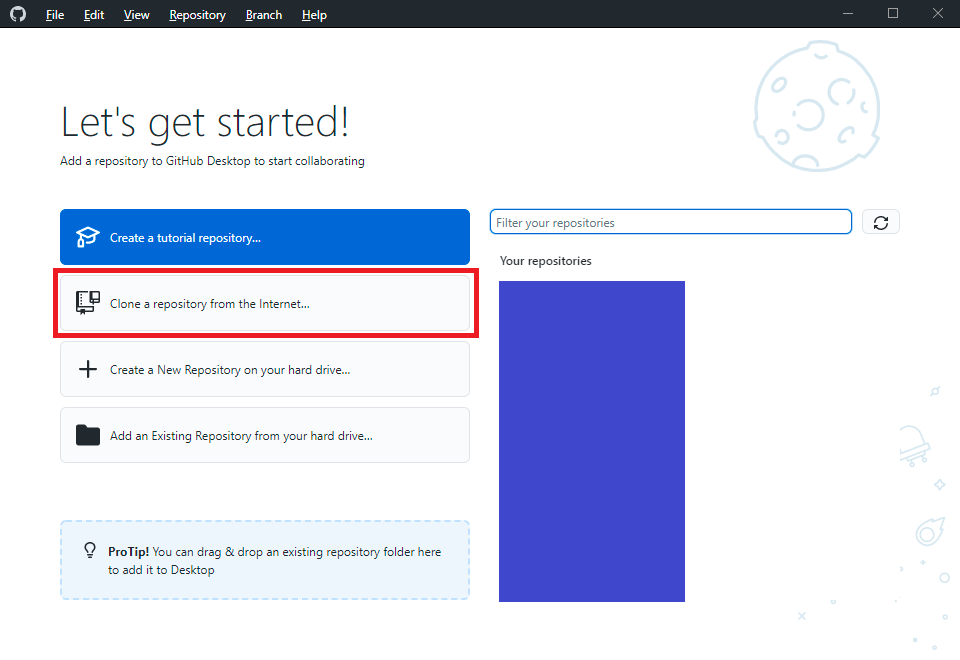 File Edit View Repository Branch Help
Let's get started!
Add a repository to GitHub Desktop to start collaborating
Create a tutorial repository...
Clone a repository from the Internet...
Create a New Repository on your hard drive...
Add an Existing Repository from your hard drive...
ProTip! You can drag & drop an existing repository folder here
to add it to Desktop
Filter your repositories
Your repositories